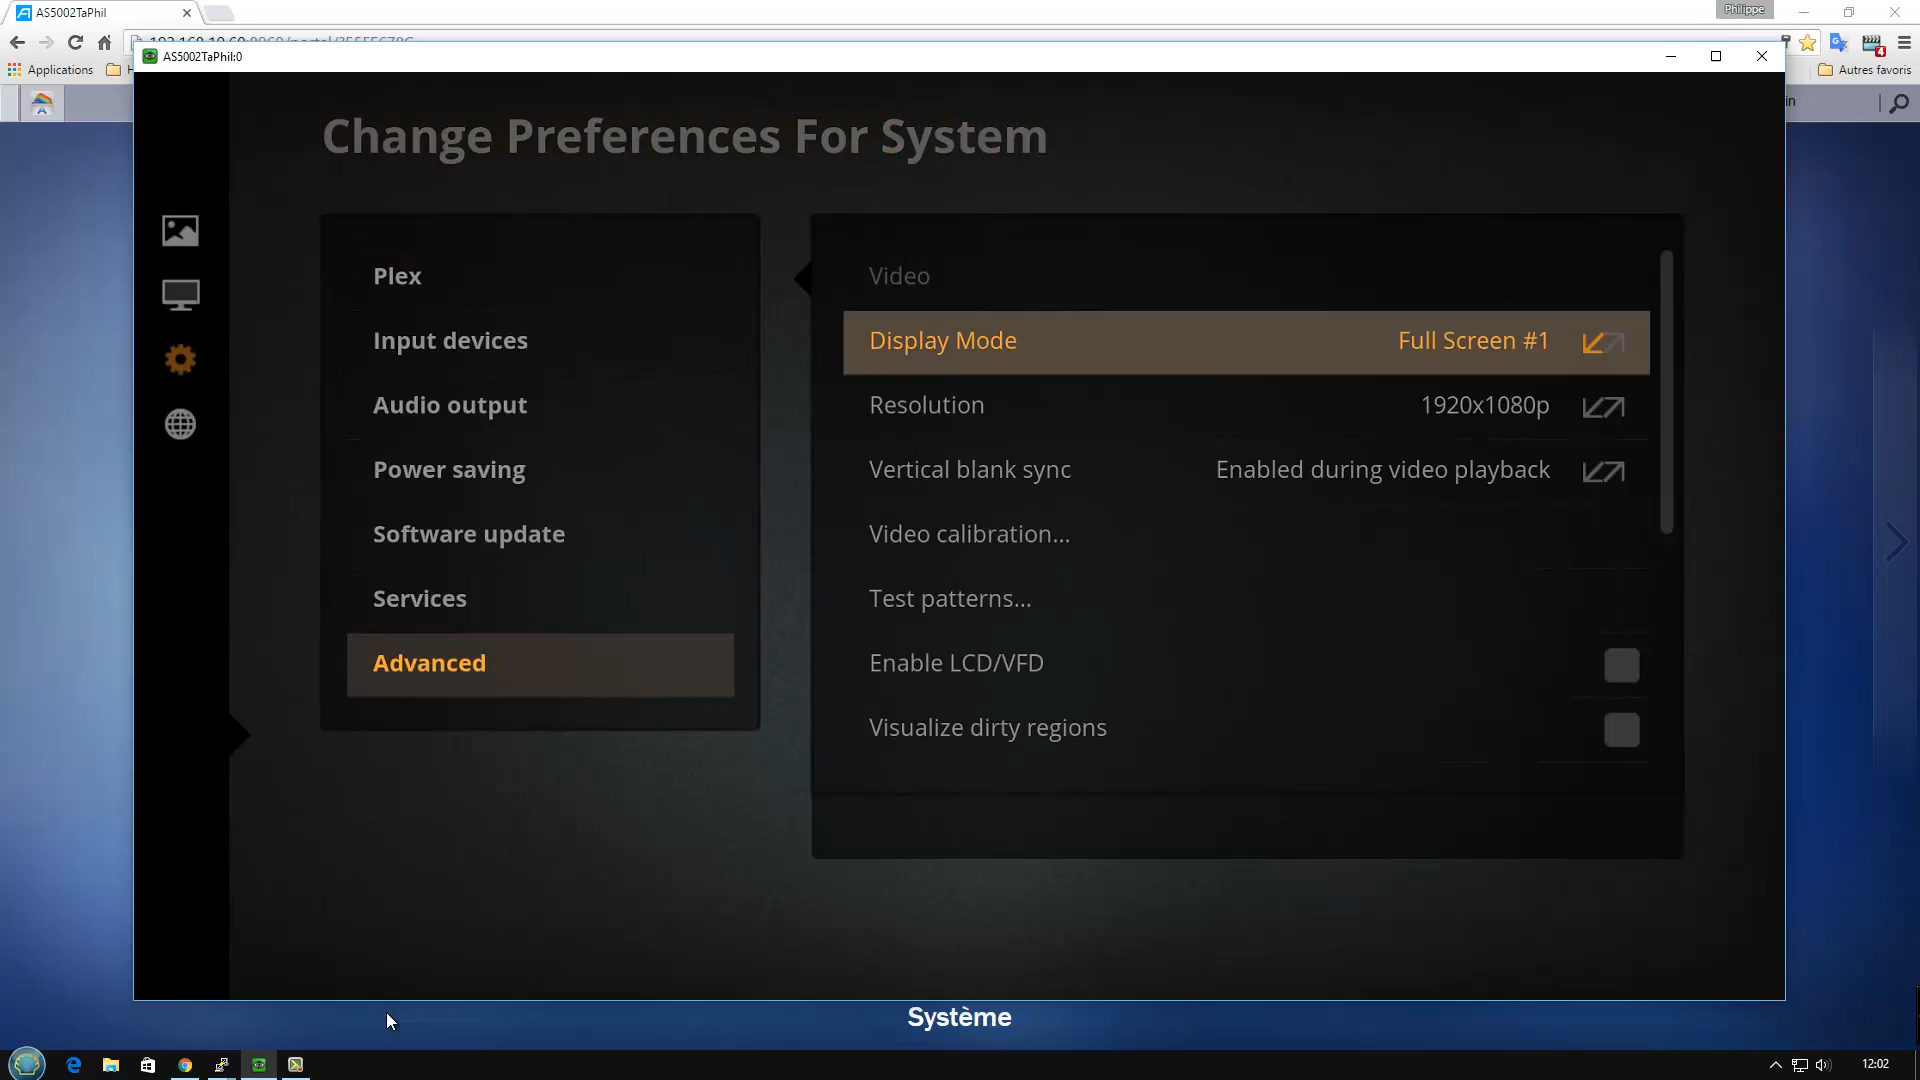 AS5002TaPhil
Philippe
Applications
Autres favoris
AS5002TaPhil:0
in
4
Change Preferences For System
Plex
Input devices
Audio output
Power saving
Software update
Services
Advanced
Video
Display Mode
Full Screen #1
Resolution
1920x1080p
Vertical blank sync
Enabled during video playback
Video calibration...
Test patterns...
Enable LCD/VFD
Visualize dirty regions
Système
12:02